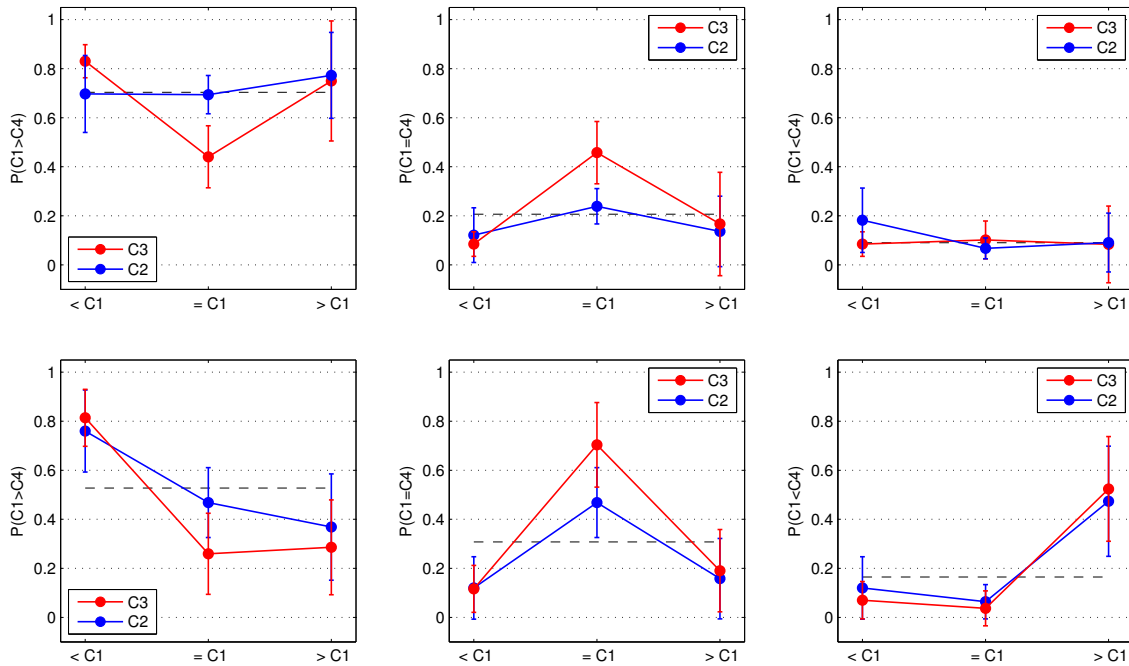 1
0.8
0.6
0.4
0.2
0
P(C1>C4)
C3
C2
< C1
= C1
> C1
1
0.8
0.6
0.4
0.2
0
P(C1=C4)
C3
C2
< C1
= C1
> C1
1
0.8
0.6
0.4
0.2
0
P(C1<C4)
C3
C2
< C1
= C1
> C1
1
0.8
0.6
0.4
0.2
0
P(C1>C4)
C3
C2
< C1
= C1
> C1
1
0.8
0.6
0.4
0.2
0
P(C1=C4)
C3
C2
< C1
= C1
> C1
1
0.8
0.6
0.4
0.2
0
P(C1<C4)
C3
C2
< C1
= C1
> C1